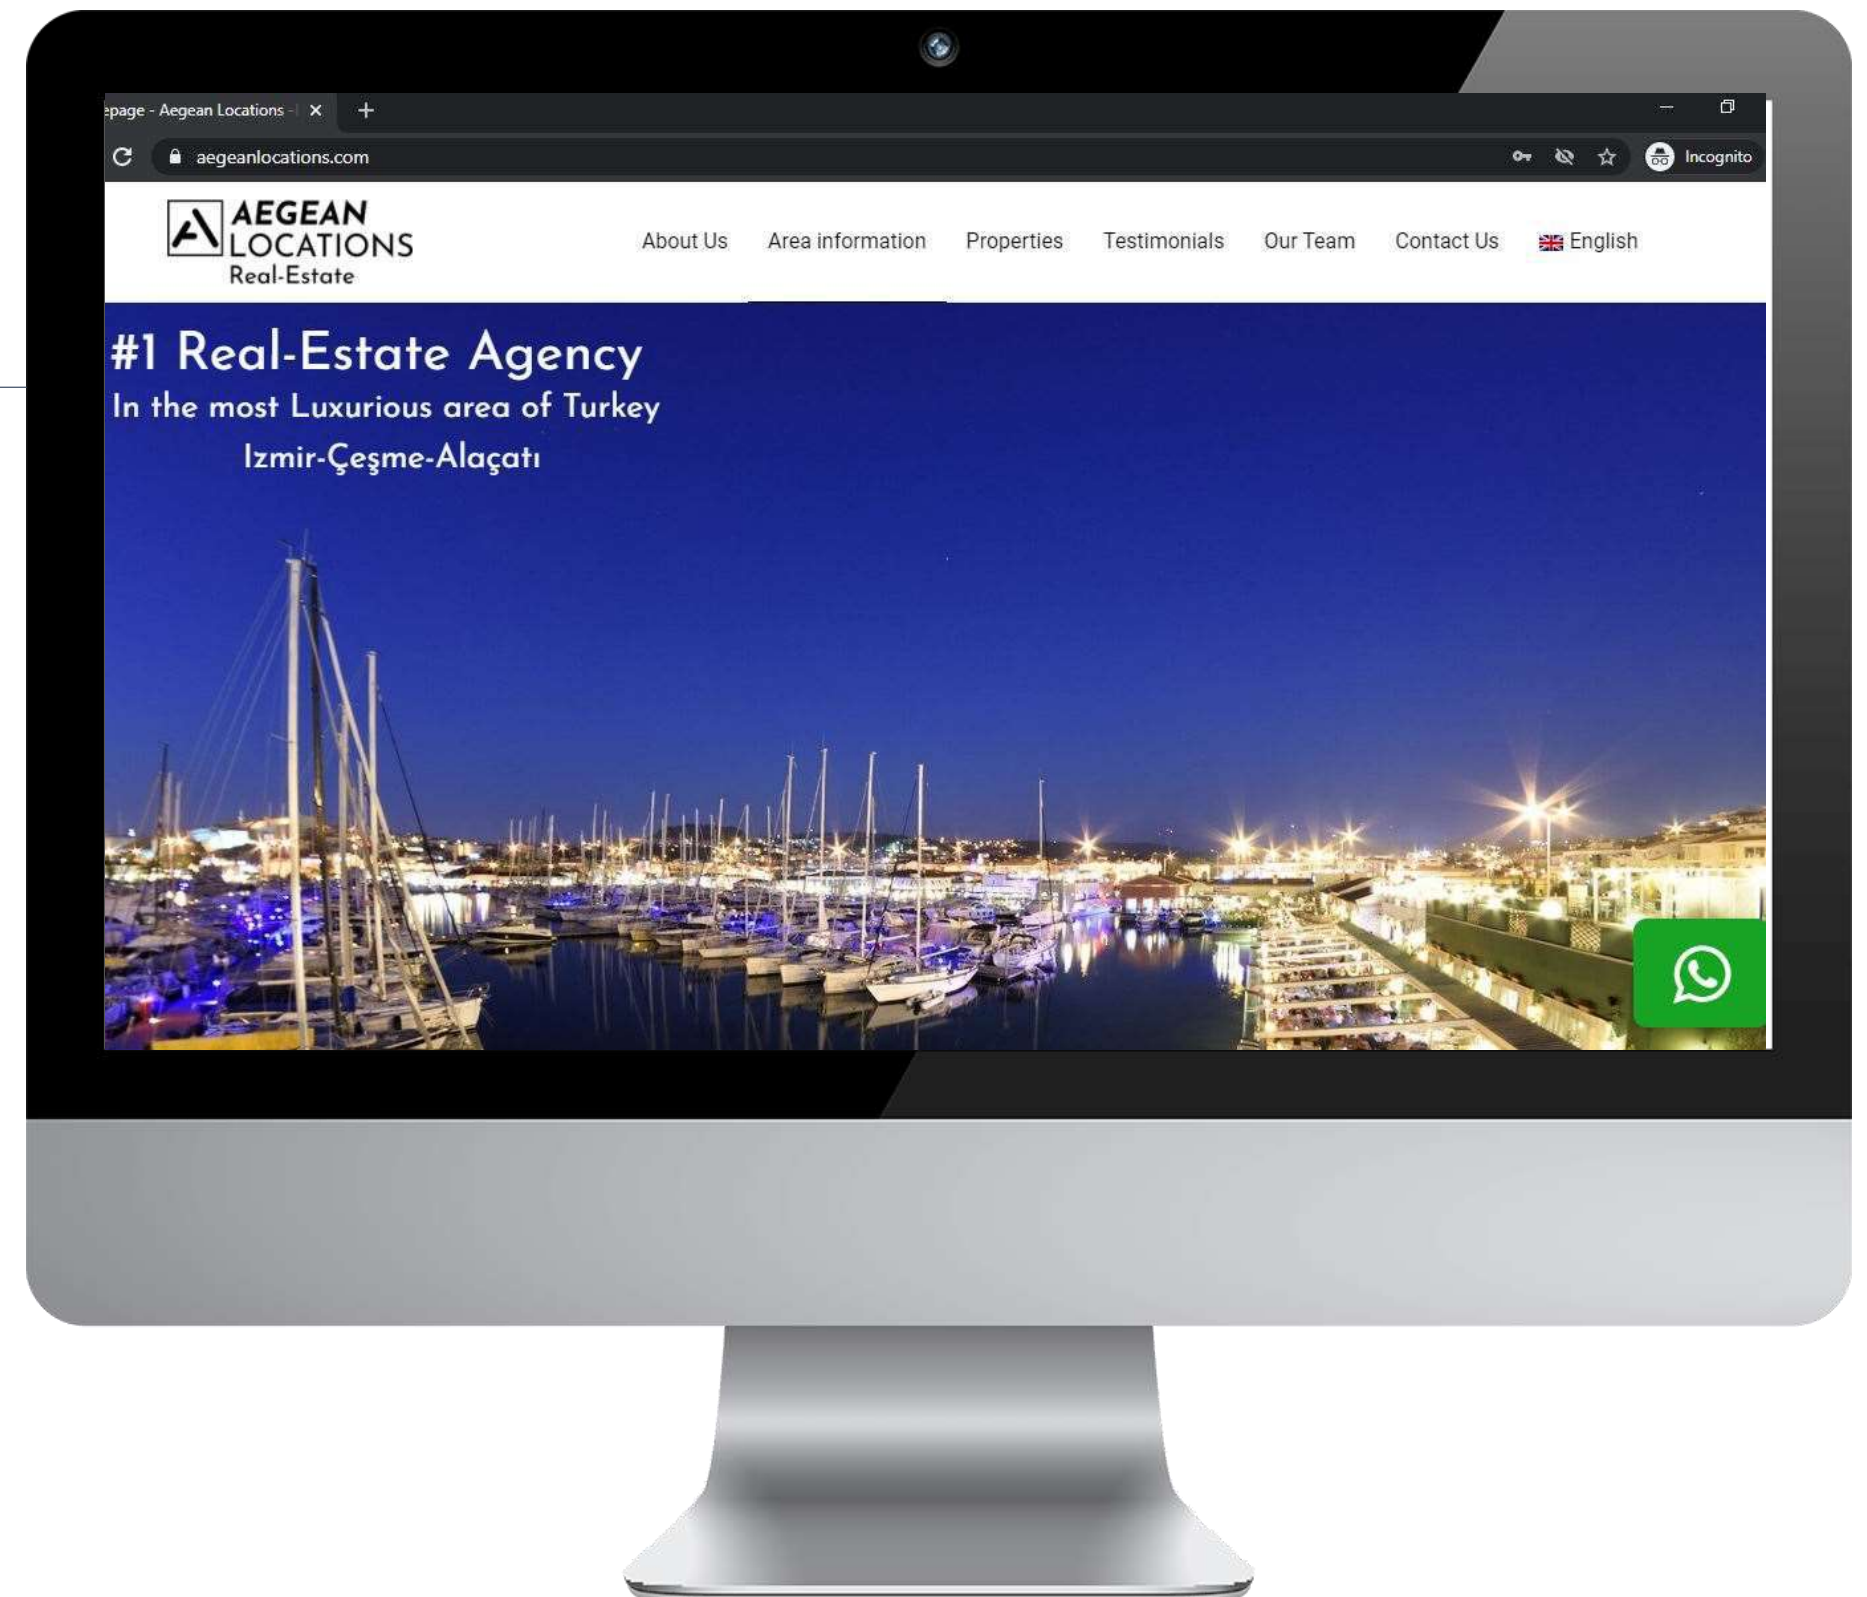 epage - Aegean Locations -
aegeanlocations.com
Incognito
AEGEAN
LOCATIONS
Real-Estate
About Us Area information Properties Testimonials Our Team Contact Us English
#1 Real-Estate Agency
In the most Luxurious area of Turkey
Izmir-Çeşme-Alaçatı